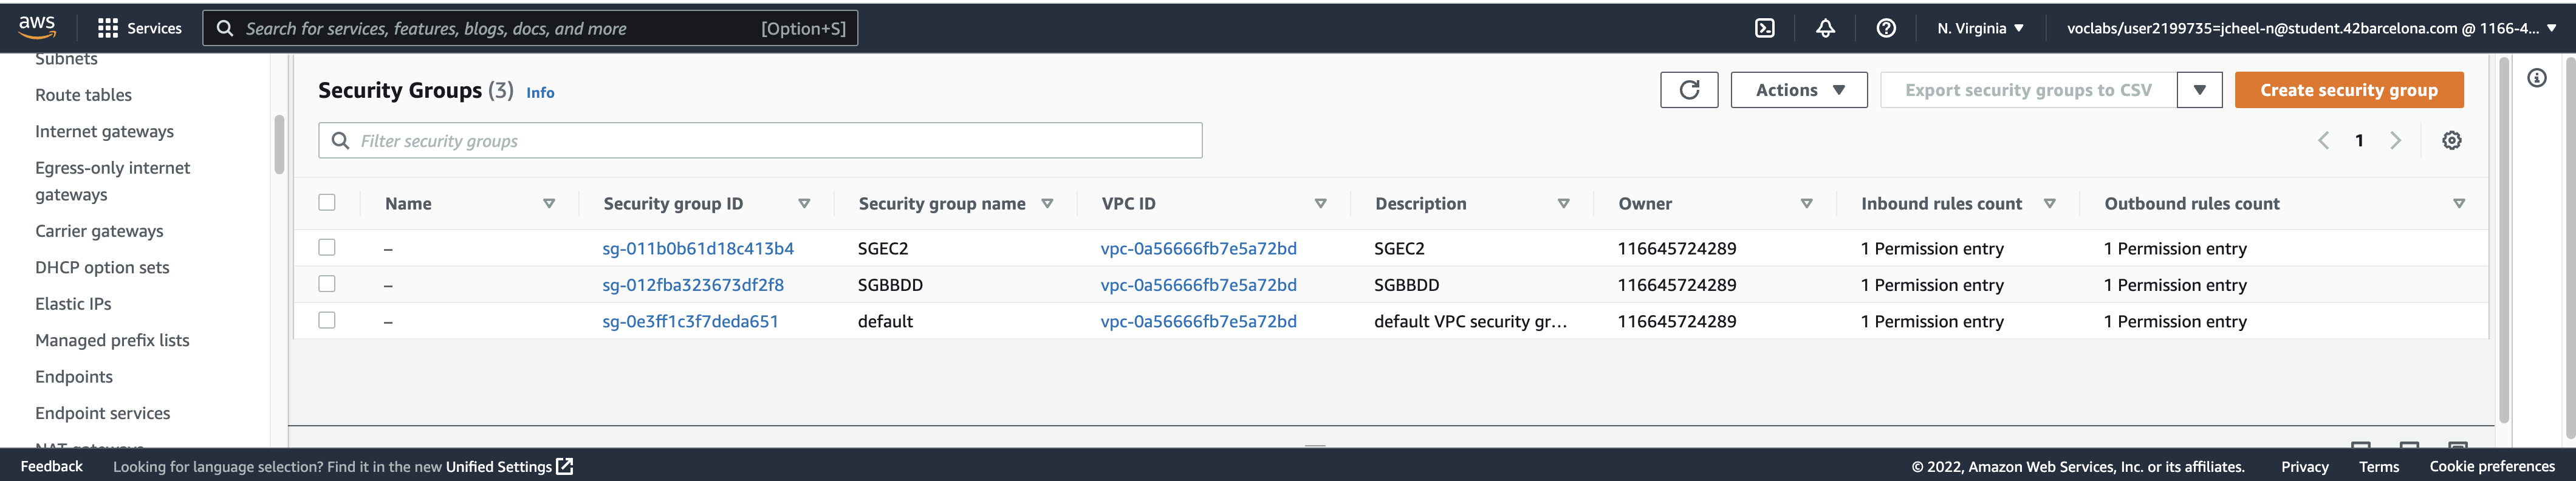 aws
Services
Search for services, features, blogs, docs, and more
[Option+S]
N. Virginia
voclabs/user2199735=jcheel-n@student.42barcelona.com @ 1166-4...
Subnets
Route tables
Internet gateways
Egress-only internet
gateways
Carrier gateways
DHCP option sets
Elastic IPs
Managed prefix lists
Endpoints
Endpoint services
NAT gateways
Security Groups (3) Info
Actions
Export security groups to CSV
Create security group
Filter security groups
1
Name Security group ID Security group name VPC ID Description Owner Inbound rules count Outbound rules count
– sg-011b0b61d18c413b4 SGEC2 vpc-0a56666fb7e5a72bd SGEC2 116645724289 1 Permission entry 1 Permission entry
– sg-012fba323673df2f8 SGBBDD vpc-0a56666fb7e5a72bd SGBBDD 116645724289 1 Permission entry 1 Permission entry
– sg-0e3ff1c3f7deda651 default vpc-0a56666fb7e5a72bd default VPC security gr... 116645724289 1 Permission entry 1 Permission entry
Feedback Looking for language selection? Find it in the new Unified Settings
© 2022, Amazon Web Services, Inc. or its affiliates. Privacy Terms Cookie preferences